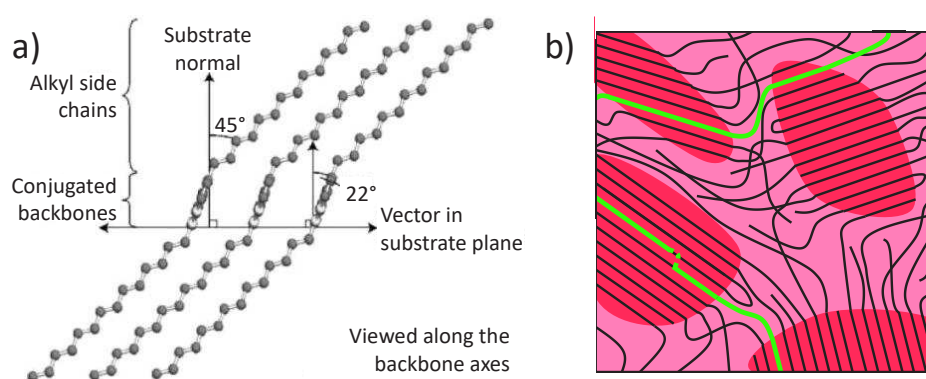 a)
Substrate
normal
Alkyl side
chains
45°
Conjugated
backbones
22°
Vector in
substrate plane
Viewed along the
backbone axes
b)